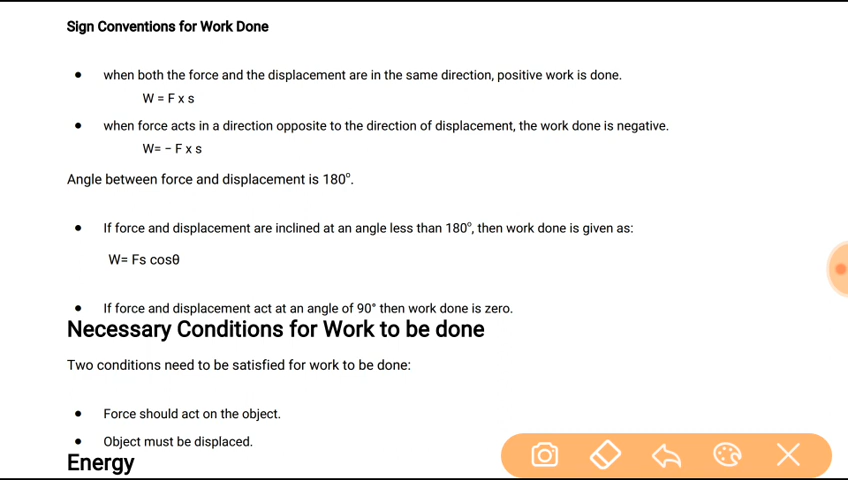 Sign Conventions for Work Done
• when both the force and the displacement are in the same direction, positive work is done.
W = F x s
• when force acts in a direction opposite to the direction of displacement, the work done is negative.
W= − F x s
Angle between force and displacement is 180°.
• If force and displacement are inclined at an angle less than 180°, then work done is given as:
W= Fs cosθ
• If force and displacement act at an angle of 90° then work done is zero.
Necessary Conditions for Work to be done
Two conditions need to be satisfied for work to be done:
• Force should act on the object.
• Object must be displaced.
Energy